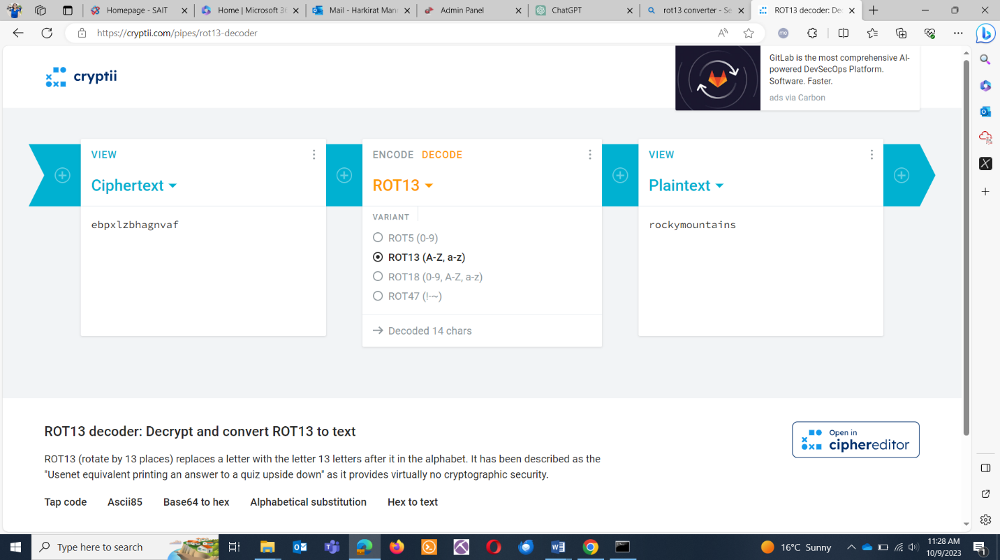 Homepage - SAIT
Home | Microsoft 36
Mail - Harkirat Man
Admin Panel
ChatGPT
rot13 converter - Se
ROT13 decoder: De
https://cryptii.com/pipes/rot13-decoder
cryptii
GitLab is the most comprehensive AI-
powered DevSecOps Platform.
Software. Faster.
ads via Carbon
VIEW
Ciphertext
ebpxlzbhagnvaf
ENCODE DECODE
ROT13
VARIANT
ROT5 (0-9)
ROT13 (A-Z, a-z)
ROT18 (0-9, A-Z, a-z)
ROT47 (!-~)
→ Decoded 14 chars
VIEW
Plaintext
rockymountains
ROT13 decoder: Decrypt and convert ROT13 to text
ROT13 (rotate by 13 places) replaces a letter with the letter 13 letters after it in the alphabet. It has been described as the
"Usenet equivalent printing an answer to a quiz upside down" as it provides virtually no cryptographic security.
Tap code Ascii85 Base64 to hex Alphabetical substitution Hex to text
Open in
ciphereditor
Type here to search
16°C Sunny
11:28 AM
10/9/2023
1